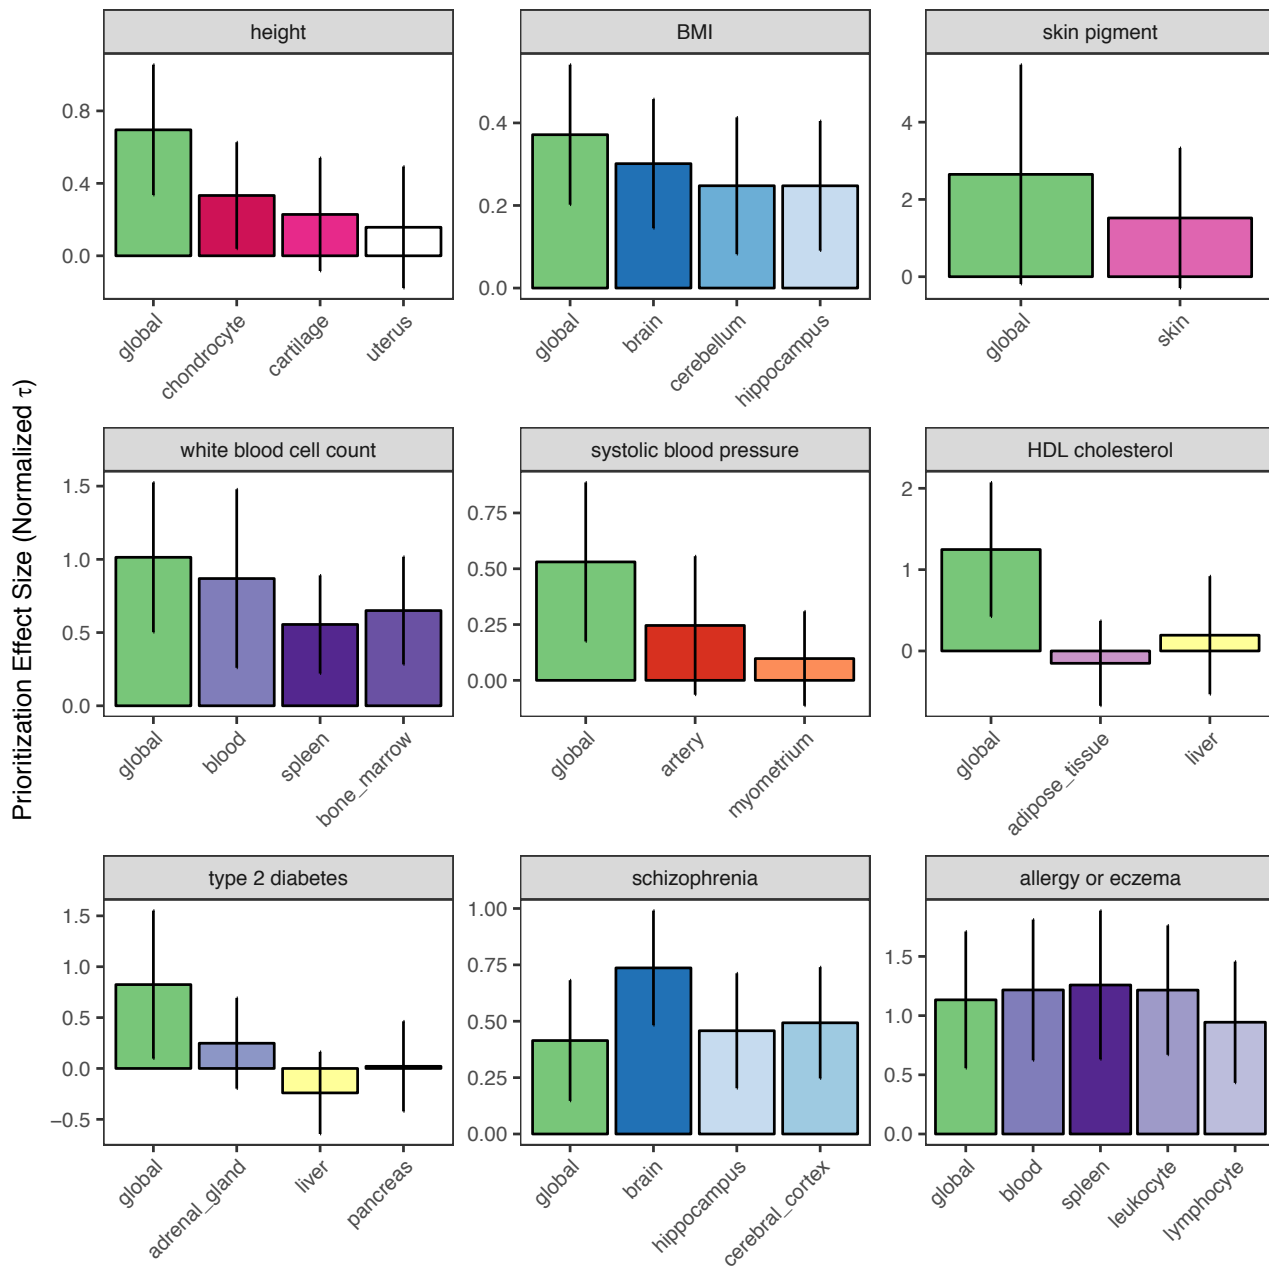 Prioritization Effect Size (Normalized τ)
height
0.8
0.4
0.0
global
chondrocyte
cartilage
uterus
BMI
0.4
0.2
0.0
global
brain
cerebellum
hippocampus
skin pigment
4
2
0
global
skin
white blood cell count
1.5
1.0
0.5
0.0
global
blood
spleen
bone_marrow
systolic blood pressure
0.75
0.50
0.25
0.00
global
artery
myometrium
HDL cholesterol
2
1
0
global
adipose_tissue
liver
type 2 diabetes
1.5
1.0
0.5
0.0
−0.5
global
adrenal_gland
liver
pancreas
schizophrenia
1.00
0.75
0.50
0.25
0.00
global
brain
hippocampus
cerebral_cortex
allergy or eczema
1.5
1.0
0.5
0.0
global
blood
spleen
leukocyte
lymphocyte